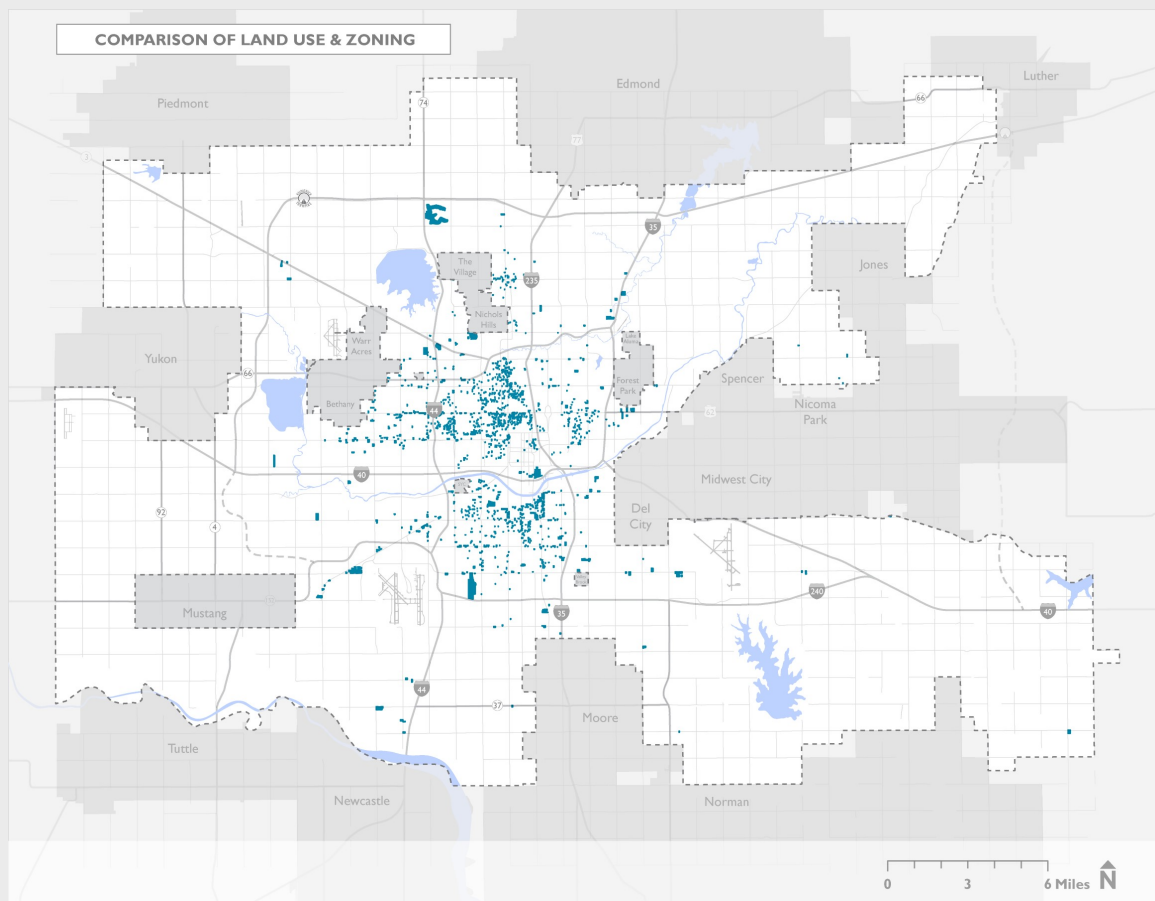 COMPARISON OF LAND USE & ZONING
Luther
Edmond
Piedmont
74
66
77
3
35
Jones
The
Village
235
Nichols
Hills
Warr
Acres
Yukon
66
Forest
Park
Spencer
Bethany
44
Nicoma
Park
62
40
Midwest City
92
4
Del
City
240
Mustang
35
40
44
37
Moore
Tuttle
Newcastle
Norman
0
3
6 Miles
N